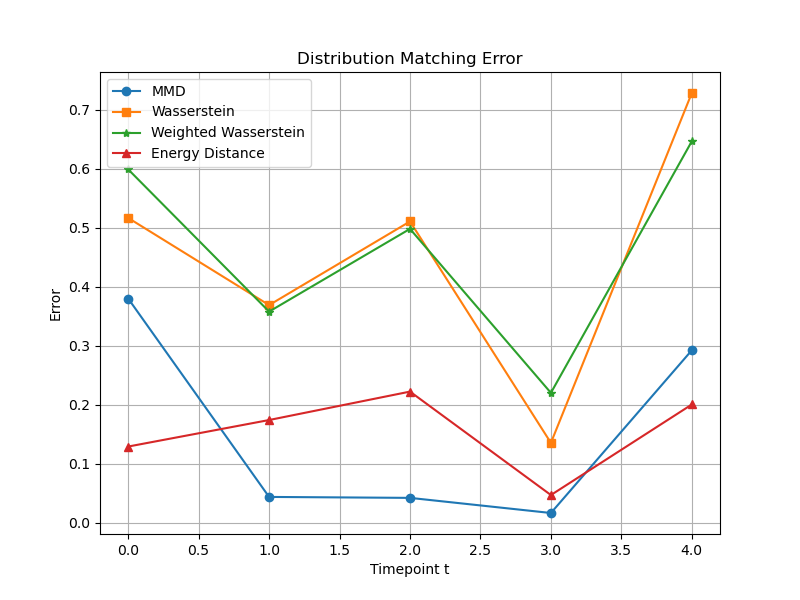 Distribution Matching Error
MMD
Wasserstein
Weighted Wasserstein
Energy Distance
0.7
0.6
0.5
0.4
0.3
0.2
0.1
0.0
Error
0.0 0.5 1.0 1.5 2.0 2.5 3.0 3.5 4.0
Timepoint t